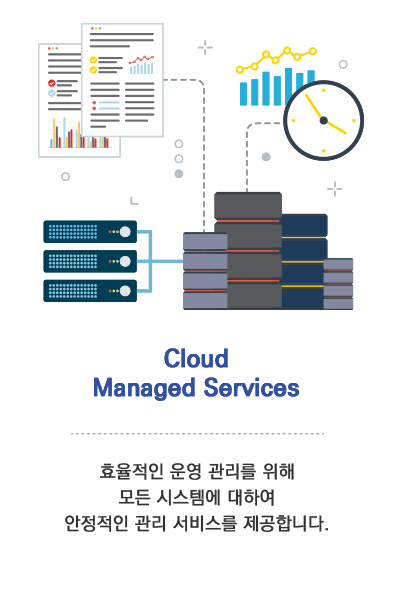 Cloud
Managed Services
효율적인 운영 관리를 위해
모든 시스템에 대하여
안정적인 관리 서비스를 제공합니다.